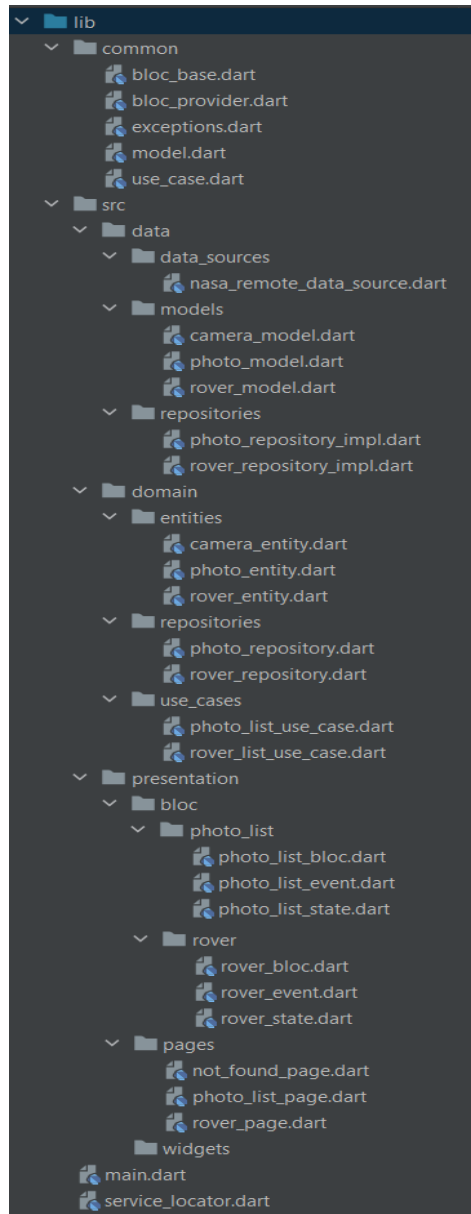 lib
common
bloc_base.dart
bloc_provider.dart
exceptions.dart
model.dart
use_case.dart
src
data
data_sources
nasa_remote_data_source.dart
models
camera_model.dart
photo_model.dart
rover_model.dart
repositories
photo_repository_impl.dart
rover_repository_impl.dart
domain
entities
camera_entity.dart
photo_entity.dart
rover_entity.dart
repositories
photo_repository.dart
rover_repository.dart
use_cases
photo_list_use_case.dart
rover_list_use_case.dart
presentation
bloc
photo_list
photo_list_bloc.dart
photo_list_event.dart
photo_list_state.dart
rover
rover_bloc.dart
rover_event.dart
rover_state.dart
pages
not_found_page.dart
photo_list_page.dart
rover_page.dart
widgets
main.dart
service_locator.dart